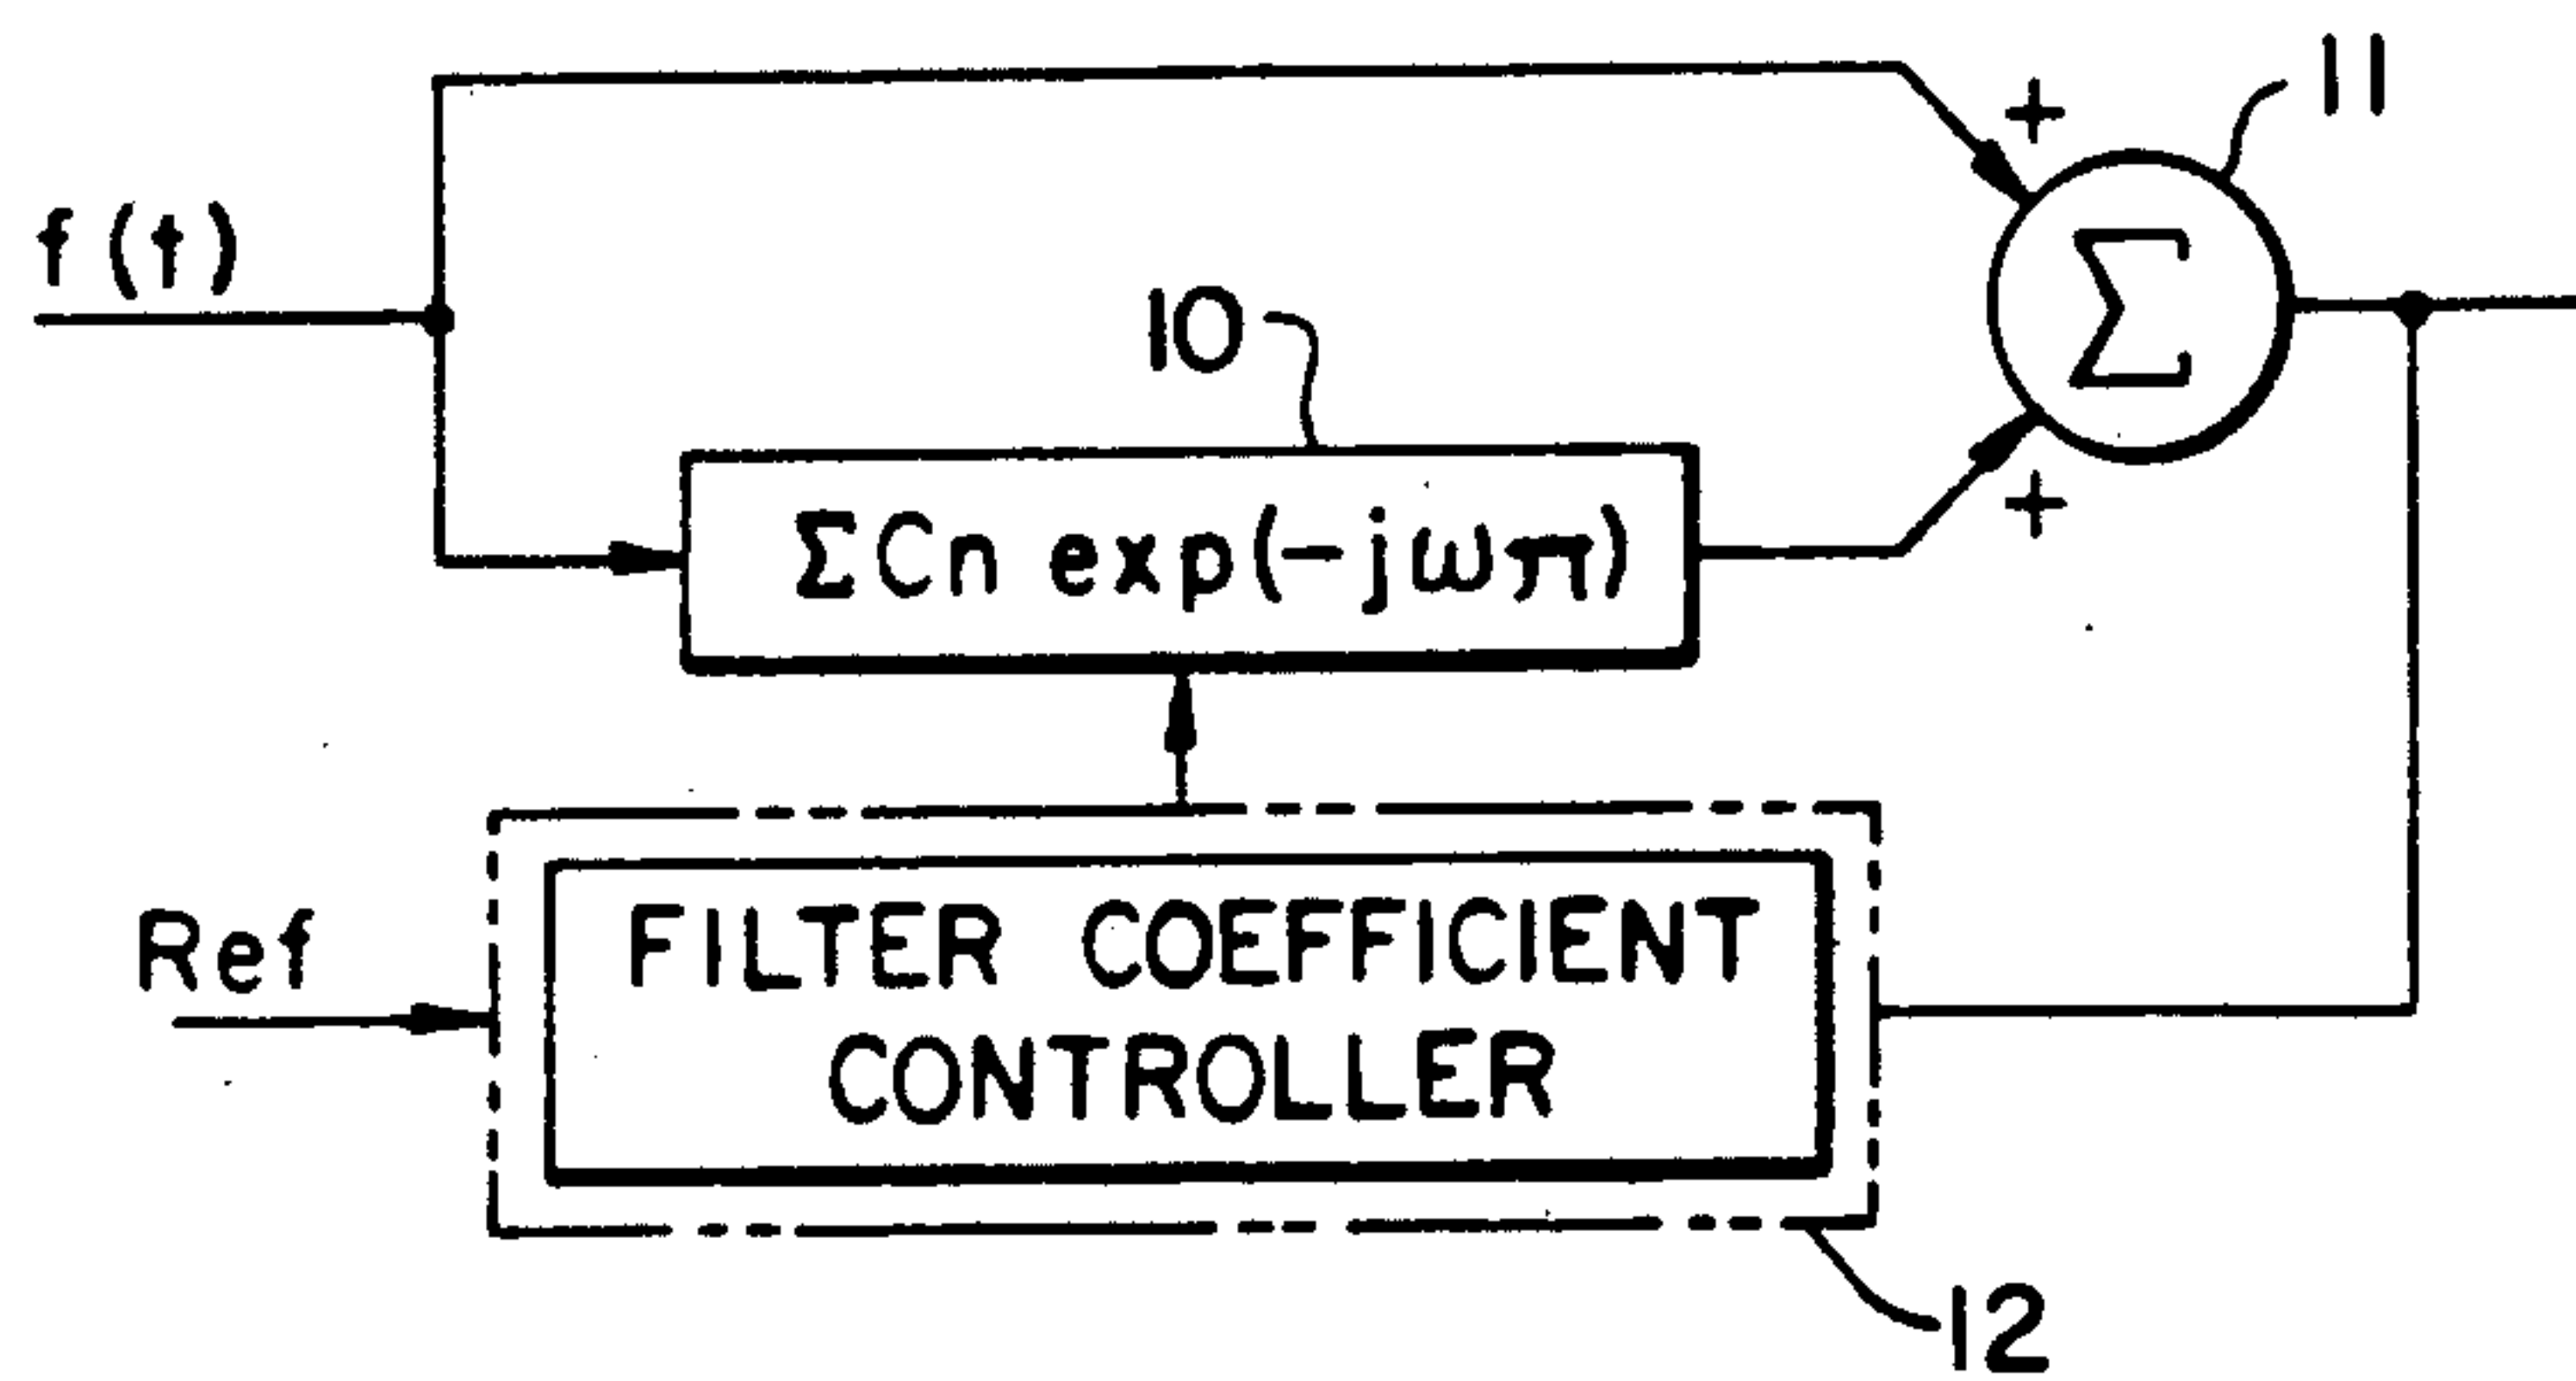 11
+
f(t)
Σ
10
+
ΣCn exp(-jωπ)
Ref
FILTER COEFFICIENT
CONTROLLER
12